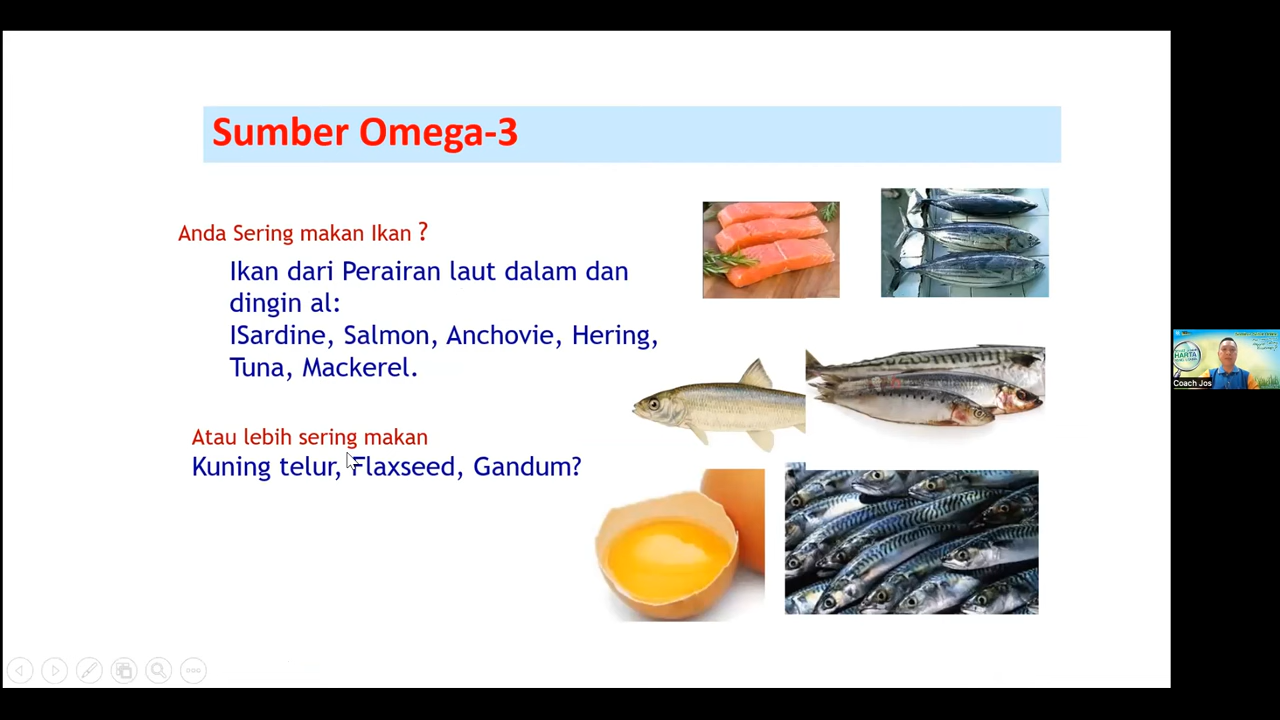 Sumber Omega-3
Anda Sering makan Ikan ?
Ikan dari Perairan laut dalam dan
dingin al:
ISardine, Salmon, Anchovie, Hering,
Tuna, Mackerel.
Atau lebih sering makan
Kuning telur, Flaxseed, Gandum?
HARTA
Coach Jos